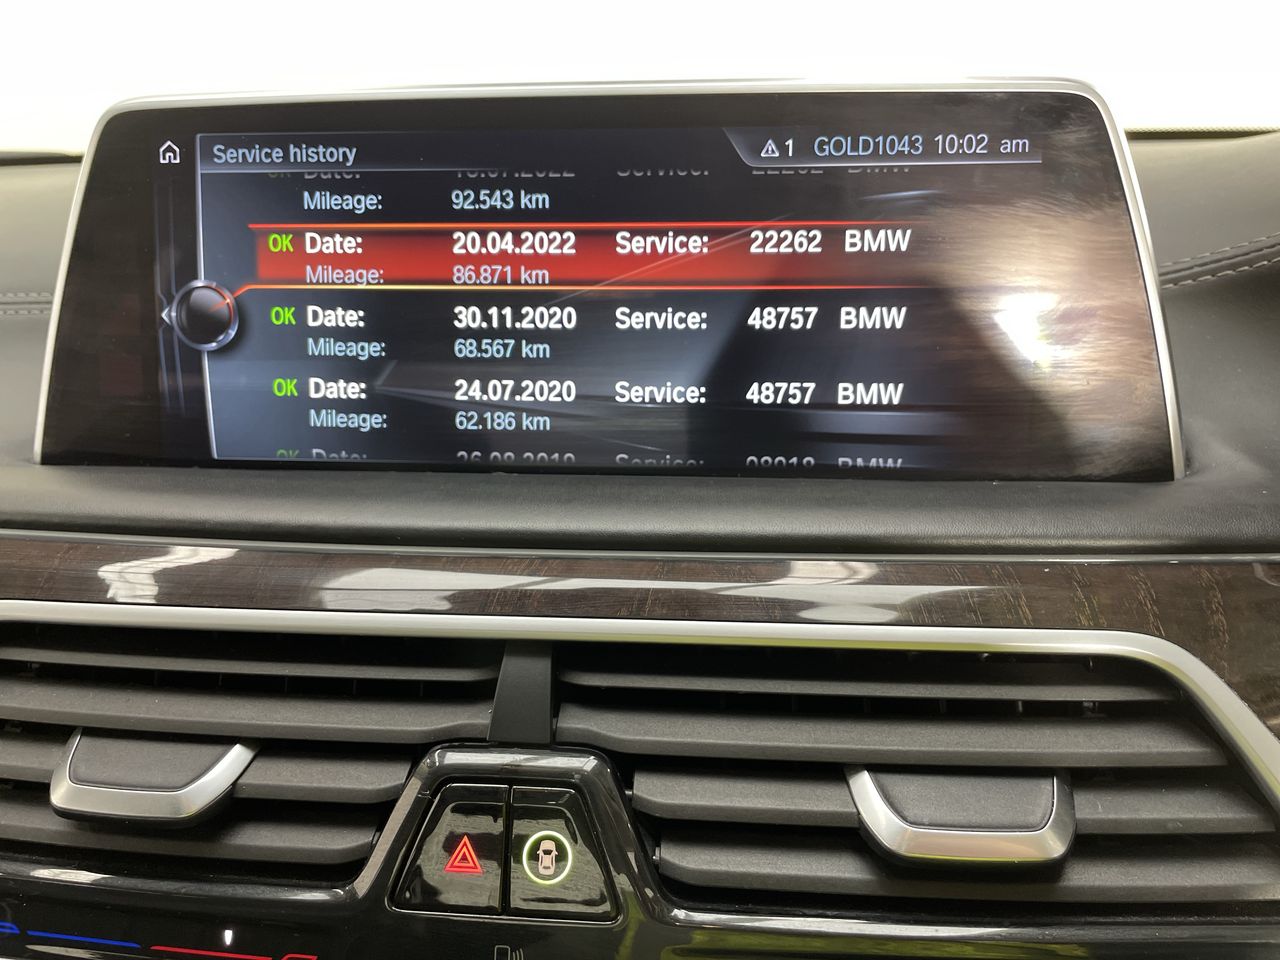 Service history
1 GOLD1043 10:02 am
Mileage: 92.543 km
OK Date: 20.04.2022 Service: 22262 BMW
Mileage: 86.871 km
OK Date: 30.11.2020 Service: 48757 BMW
Mileage: 68.567 km
OK Date: 24.07.2020 Service: 48757 BMW
Mileage: 62.186 km